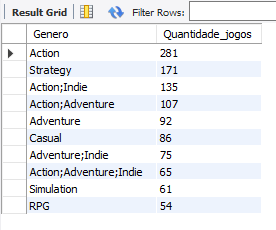 Result Grid Filter Rows:
Genero Quantidade_jogos
Action 281
Strategy 171
Action;Indie 135
Action;Adventure 107
Adventure 92
Casual 86
Adventure;Indie 75
Action;Adventure;Indie 65
Simulation 61
RPG 54